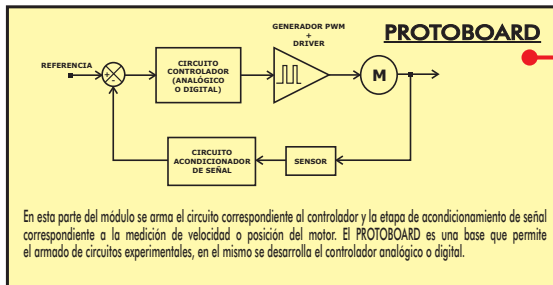 GENERADOR PWM
+
DRIVER
PROTOBOARD
REFERENCIA
+
-
CIRCUITO
CONTROLADOR
(ANALÓGICO
O DIGITAL)
M
CIRCUITO
ACONDICIONADOR
DE SEÑAL
SENSOR
En esta parte del módulo se arma el circuito correspondiente al controlador y la etapa de acondicionamiento de señal
correspondiente a la medición de velocidad o posición del motor. El PROTOBOARD es una base que permite
el armado de circuitos experimentales, en el mismo se desarrolla el controlador analógico o digital.